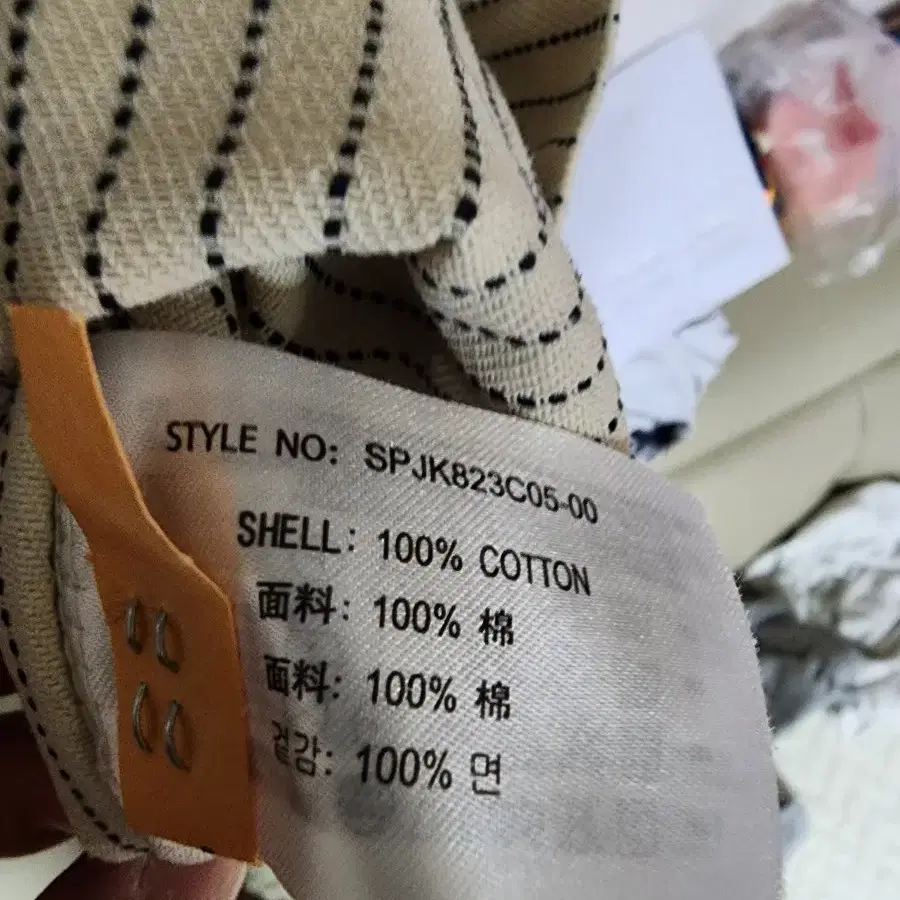 STYLE NO: SPJK823C05-00
SHELL: 100% COTTON
面料: 100% 棉
面料: 100% 棉
겉감: 100% 면